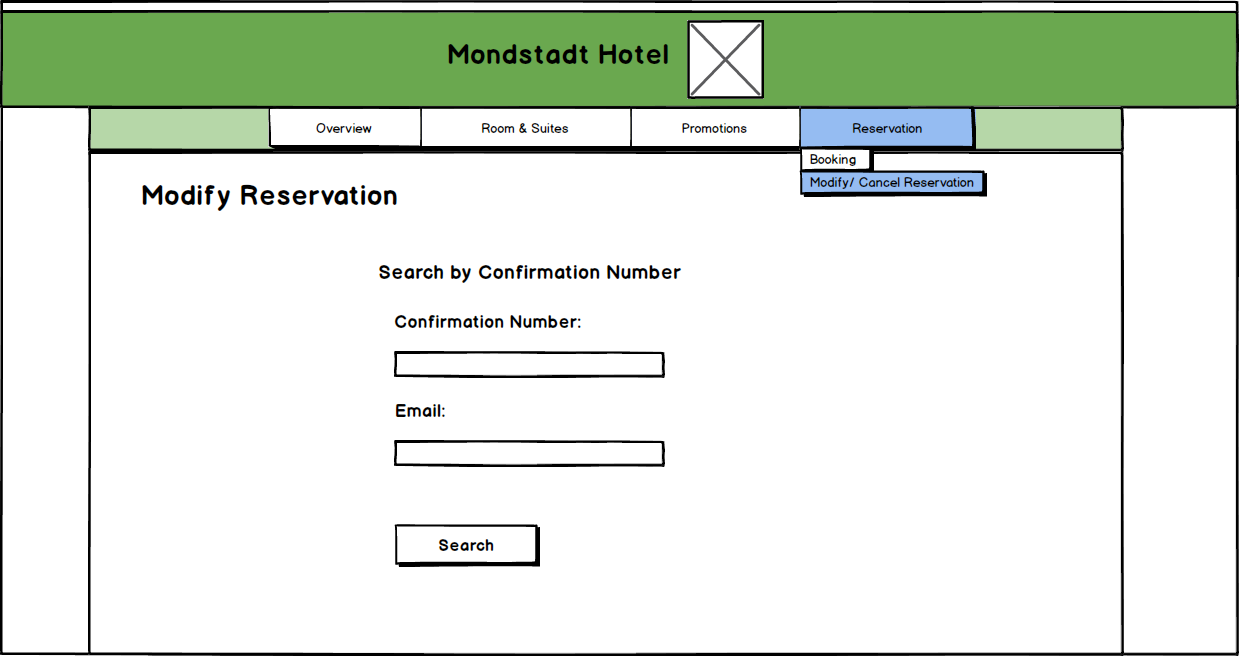 Mondstadt Hotel
Overview
Room & Suites
Promotions
Reservation
Booking
Modify/ Cancel Reservation
Modify Reservation
Search by Confirmation Number
Confirmation Number:
Email:
Search